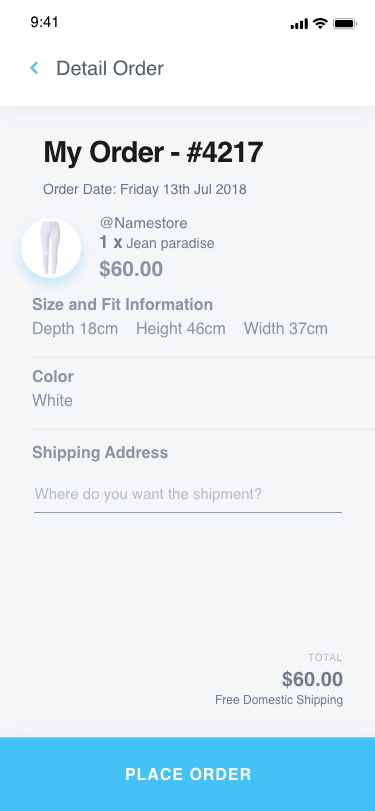 9:41
Detail Order
My Order - #4217
Order Date: Friday 13th Jul 2018
@Namestore
1 x Jean paradise
$60.00
Size and Fit Information
Depth 18cm Height 46cm Width 37cm
Color
White
Shipping Address
Where do you want the shipment?
TOTAL
$60.00
Free Domestic Shipping
PLACE ORDER